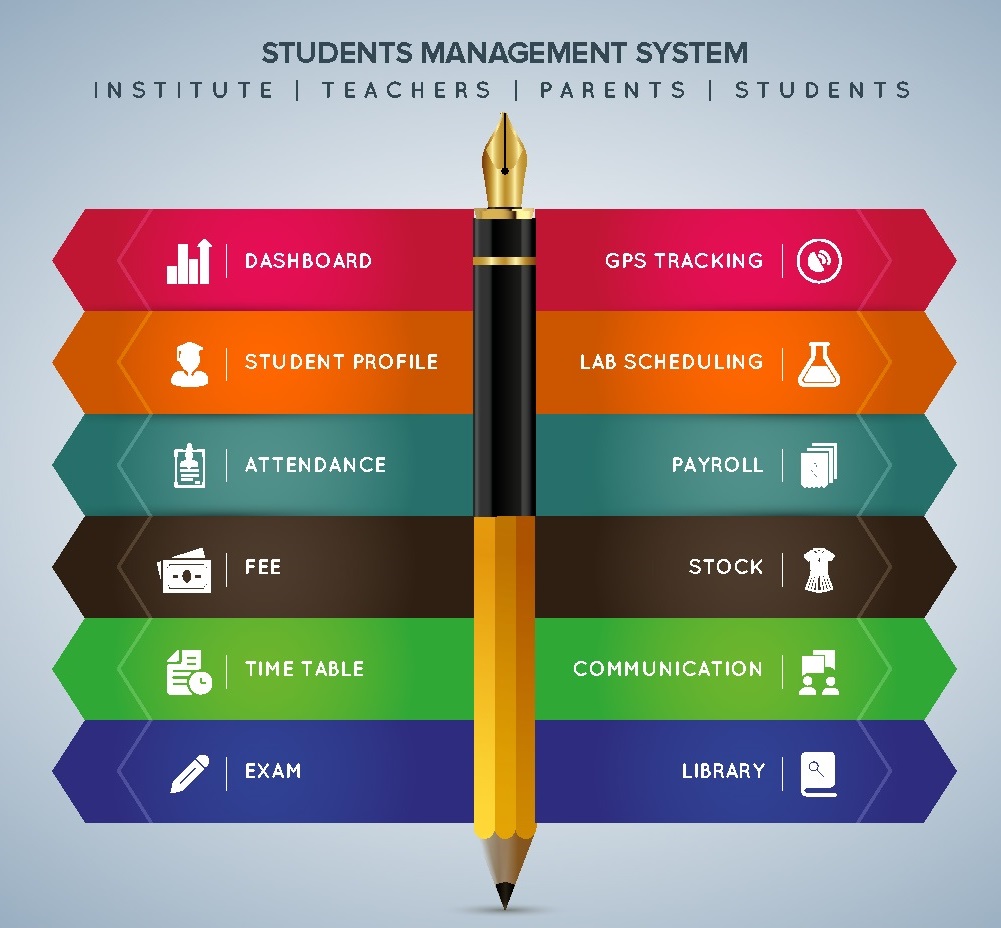 STUDENTS MANAGEMENT SYSTEM
INSTITUTE | TEACHERS | PARENTS | STUDENTS
DASHBOARD
GPS TRACKING
STUDENT PROFILE
LAB SCHEDULING
ATTENDANCE
PAYROLL
FEE
STOCK
TIME TABLE
COMMUNICATION
EXAM
LIBRARY